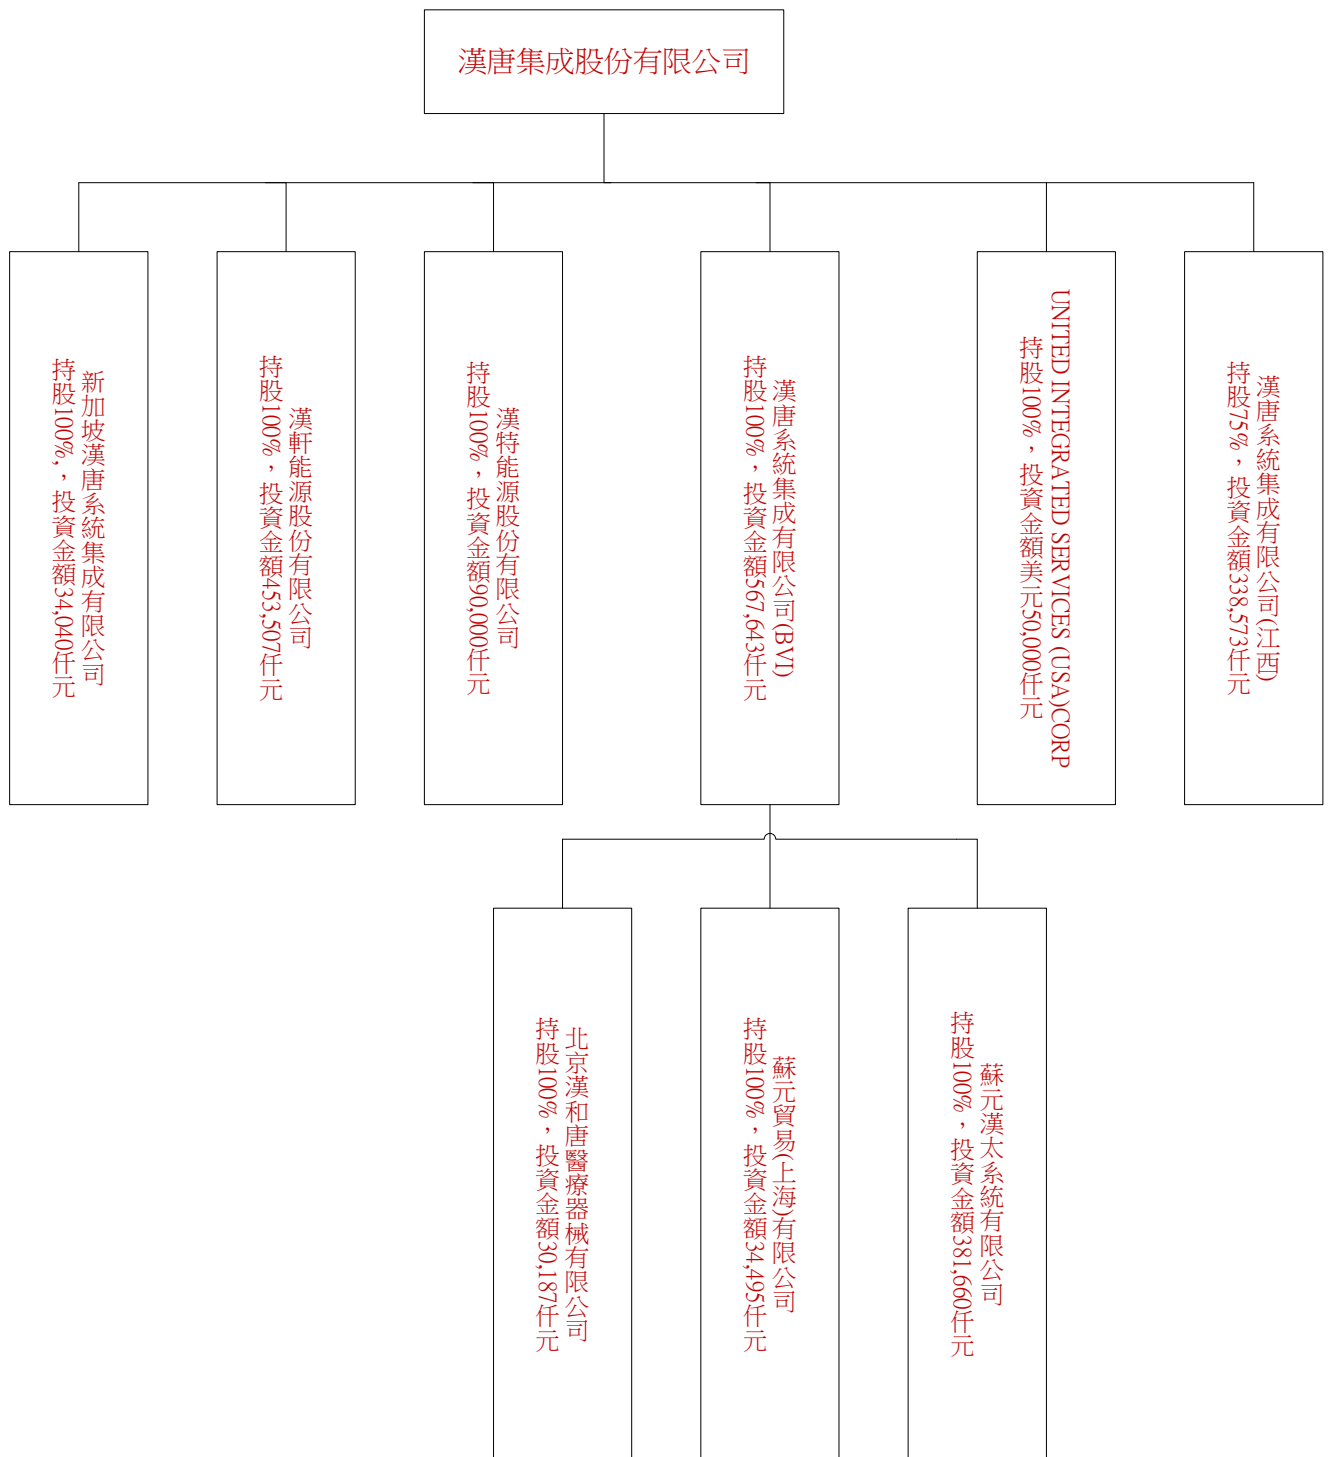 漢唐集成股份有限公司
新加坡漢唐系統集成有限公司
持股100%,，投資金額34,040仟元
漢軒能源股份有限公司
持股100%，投資金額453,507仟元
漢特能源股份有限公司
持股100%，投資金額90,000仟元
漢唐系統集成有限公司(BVI)
持股100%，投資金額567,643仟元
UNITED INTEGRATED SERVICES (USA)CORP
持股100%，投資金額美元50,000仟元
漢唐系統集成有限公司(江西)
持股75%，投資金額338,573仟元
北京漢和唐醫療器械有限公司
持股100%，投資金額30,187仟元
蘇元貿易(上海)有限公司
持股100%，投資金額34,495仟元
蘇元漢太系統有限公司
持股100%，投資金額381,660仟元